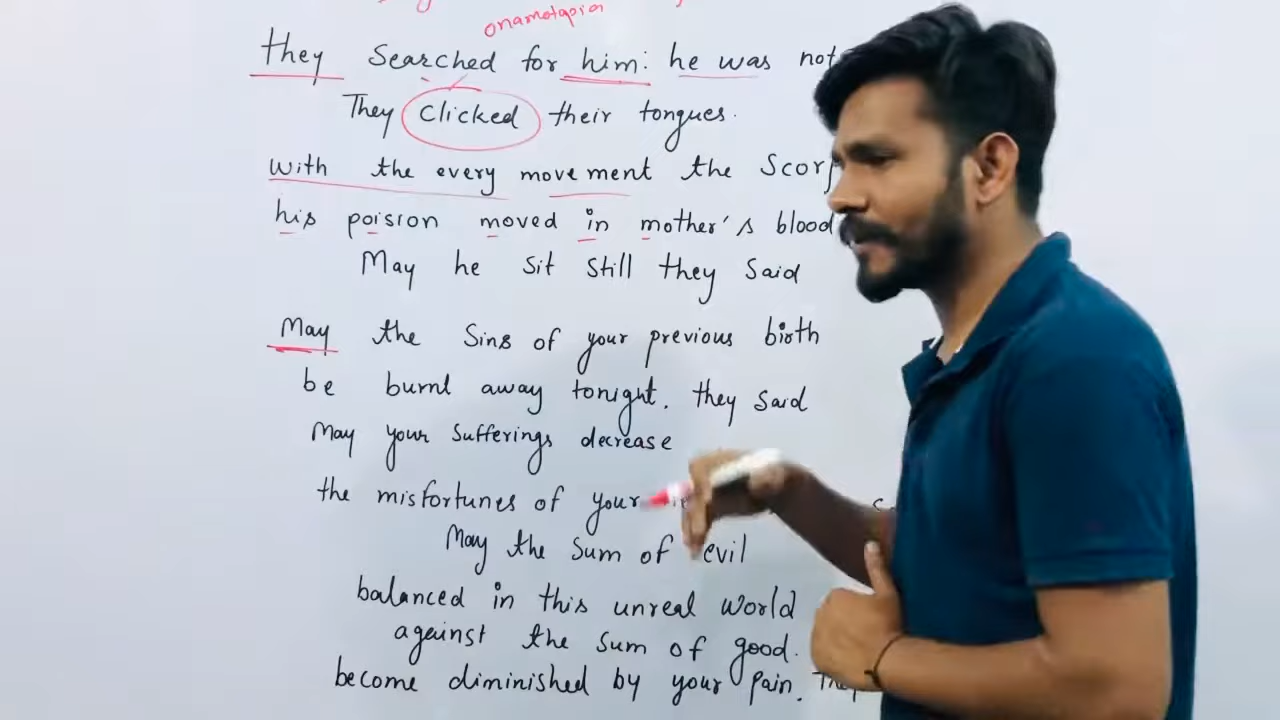 onamotapia
They Searched for him: he was not
They Clicked their tongues.
with the every movement the Scorp
his poision moved in mother's blood
May he Sit Still they Said
May the Sins of your previous birth
be burnt away tonight. they Said
May your Sufferings decrease
the misfortunes of your
May the Sum of evil
balanced in this unreal World
against the Sum of good.
become diminished by your Pain. They